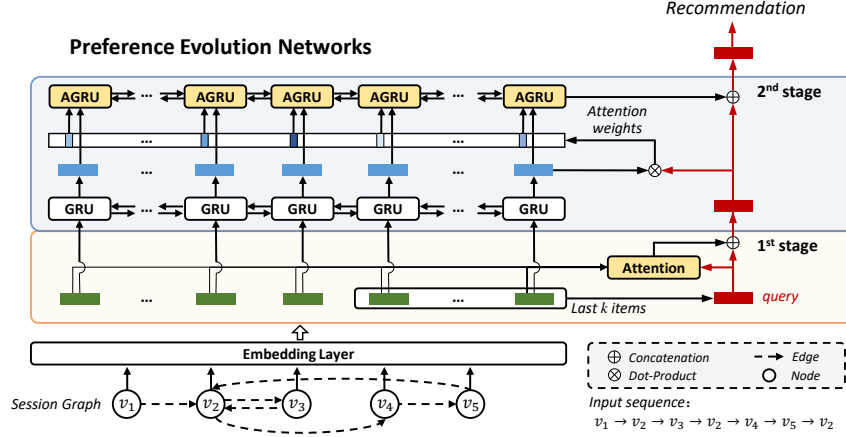 Recommendation
Preference Evolution Networks
AGRU ... AGRU AGRU AGRU ... AGRU
2nd stage
Attention weights
... ...
... ...
GRU ... GRU GRU GRU ... GRU
1st stage
Attention
... ...
Last k items
query
Embedding Layer
Concatenation Edge
Dot-Product Node
Session Graph v1 v2 v3 v4 v5
Input sequence：
v1 → v2 → v3 → v2 → v4 → v5 → v2